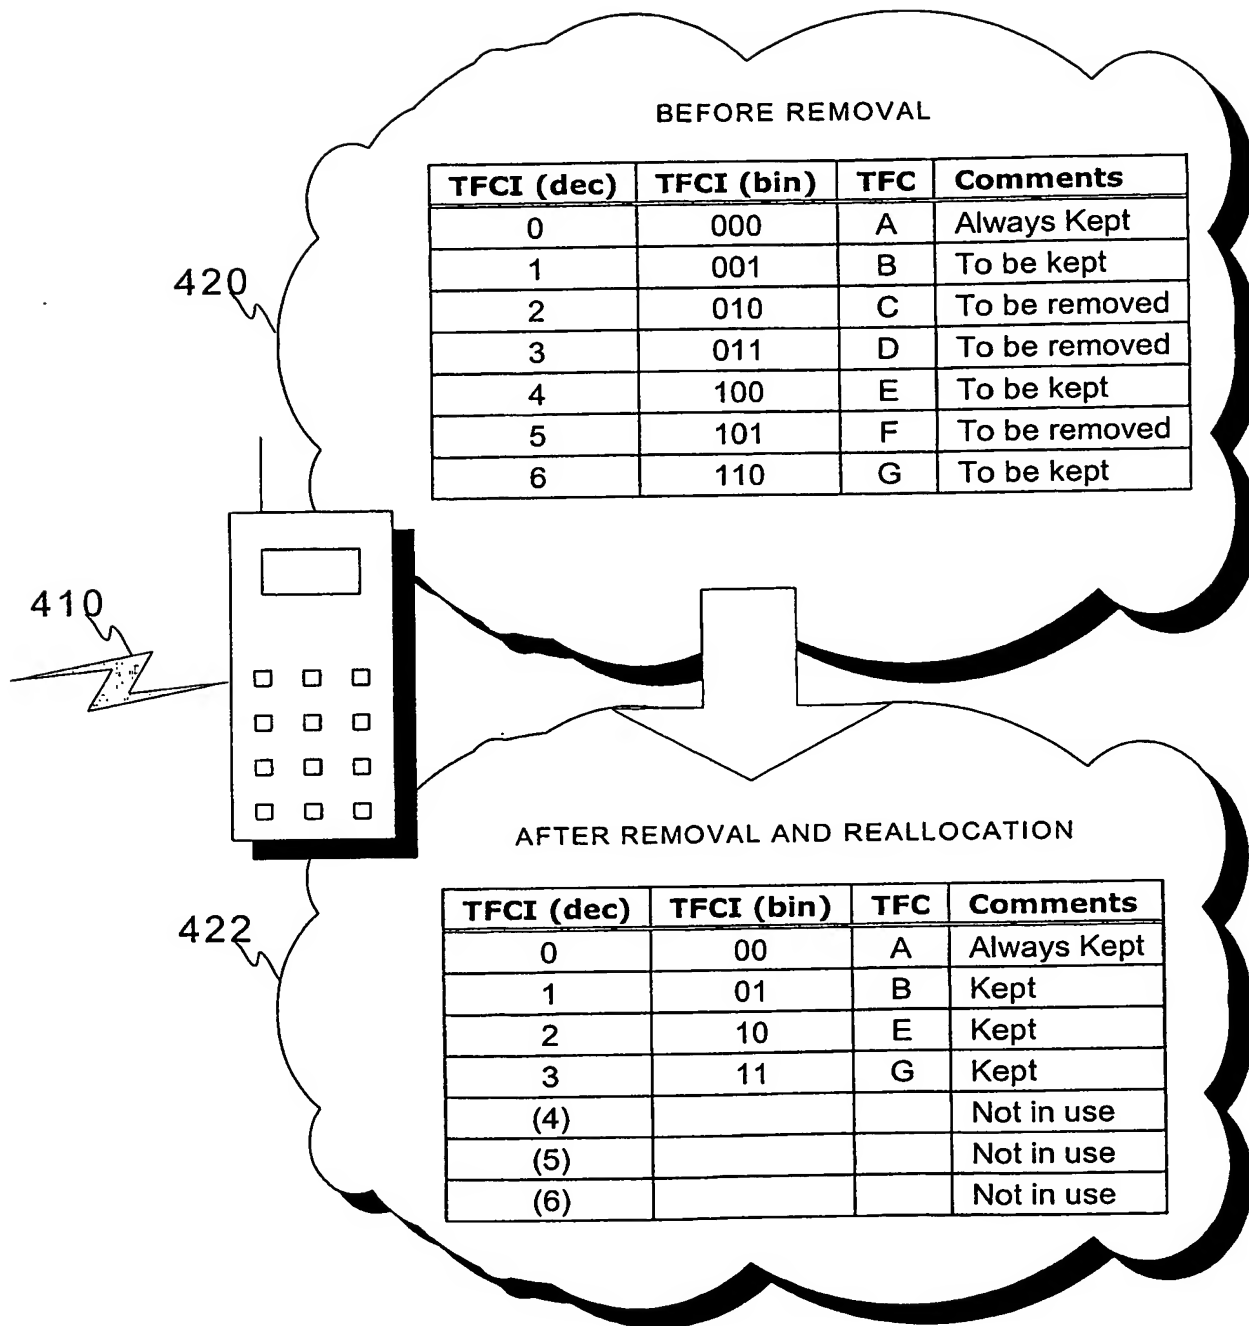 BEFORE REMOVAL
TFCI (dec) TFCI (bin) TFC Comments
0 000 A Always Kept
1 001 B To be kept
2 010 C To be removed
3 011 D To be removed
4 100 E To be kept
5 101 F To be removed
6 110 G To be kept
420
410
AFTER REMOVAL AND REALLOCATION
TFCI (dec) TFCI (bin) TFC Comments
0 00 A Always Kept
1 01 B Kept
2 10 E Kept
3 11 G Kept
(4) Not in use
(5) Not in use
(6) Not in use
422